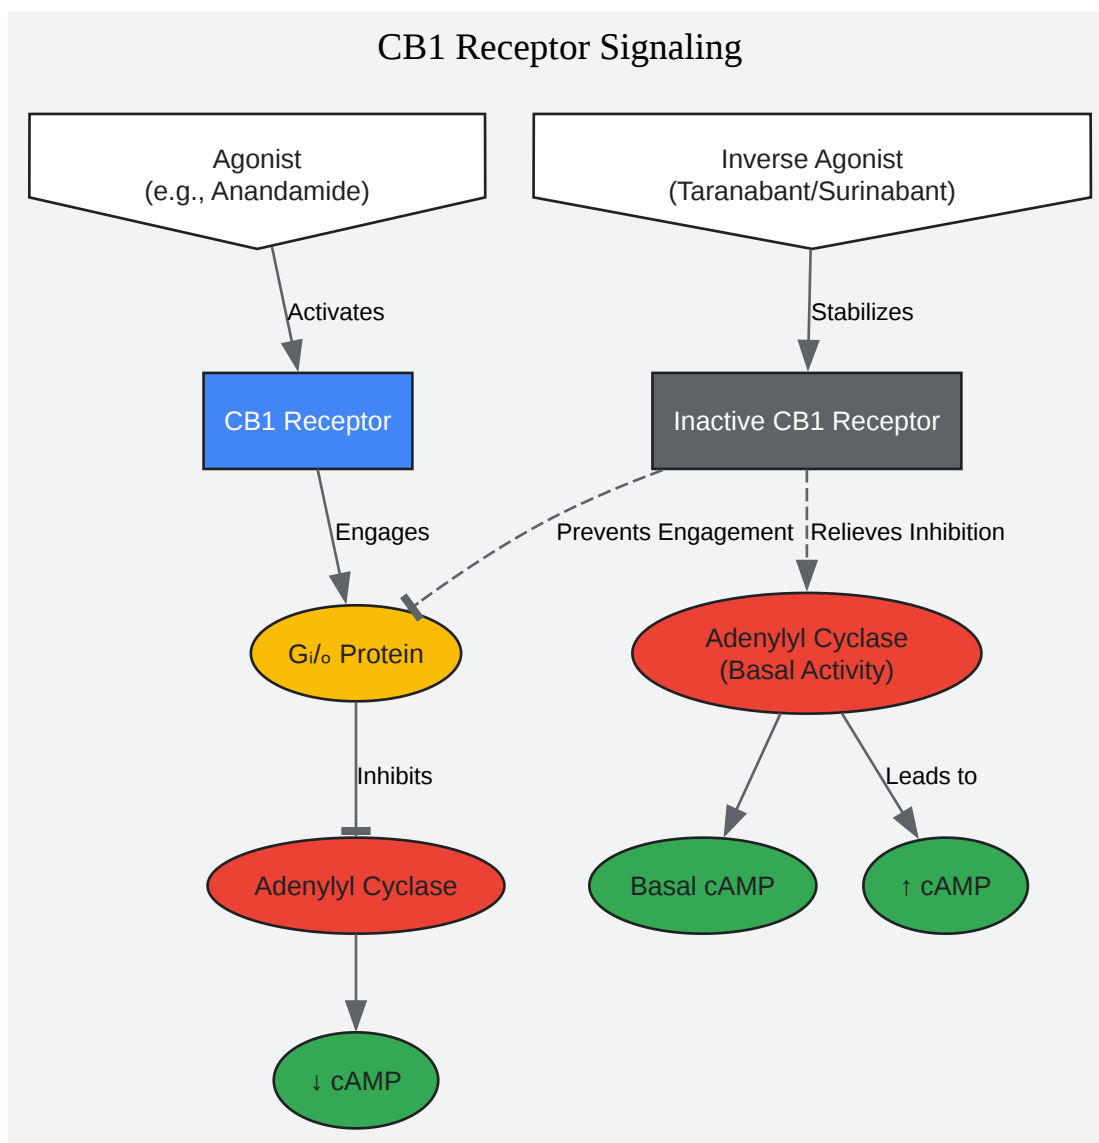 CB1 Receptor Signaling
Agonist
(e.g., Anandamide)
Inverse Agonist
(Taranabant/Surinabant)
Activates
Stabilizes
CB1 Receptor
Inactive CB1 Receptor
Engages
Prevents Engagement
Relieves Inhibition
Gᵢ/ₒ Protein
Adenylyl Cyclase
(Basal Activity)
Inhibits
Leads to
Adenylyl Cyclase
Basal cAMP
↑ cAMP
↓ cAMP